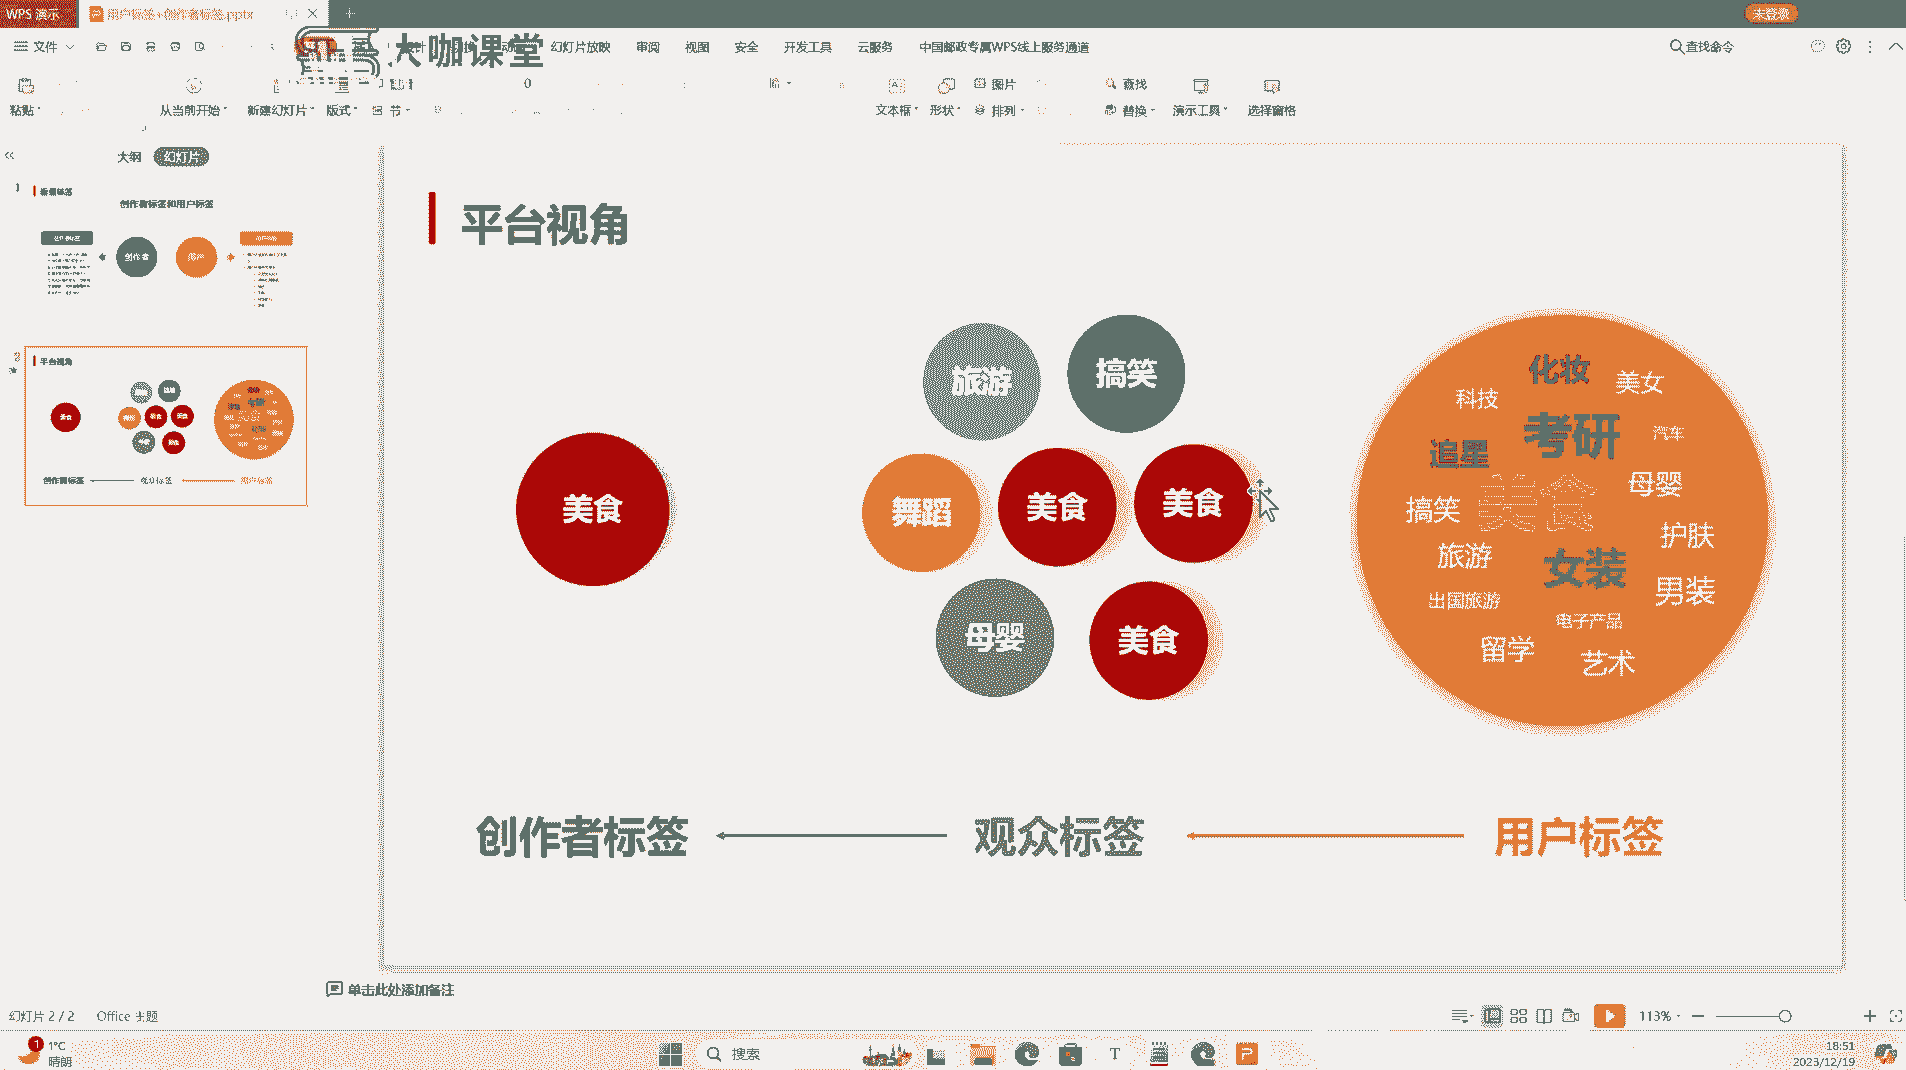 WPS 演示
用户标签+创作者标签.pptx
未登录
文件
大咖课堂
幻灯片放映
审阅
视图
安全
开发工具
云服务
中国邮政专属WPS线上服务通道
查找命令
粘贴
从当前开始
新建幻灯片
版式
节
文本框
形状
图片
排列
查找
替换
演示工具
选择窗格
大纲
幻灯片
1
创作者标签和用户标签
创作者
用户
2
平台视角
美食
创作者标签
观众标签
用户标签
平台视角
美食
旅游
搞笑
舞蹈
美食
美食
母婴
美食
化妆
美女
科技
考研
汽车
追星
母婴
搞笑
美食
护肤
旅游
女装
男装
出国旅游
电子产品
留学
艺术
创作者标签
观众标签
用户标签
单击此处添加备注
幻灯片 2 / 2
Office 主题
113%
1°C
晴朗
搜索
18:51
2023/12/19